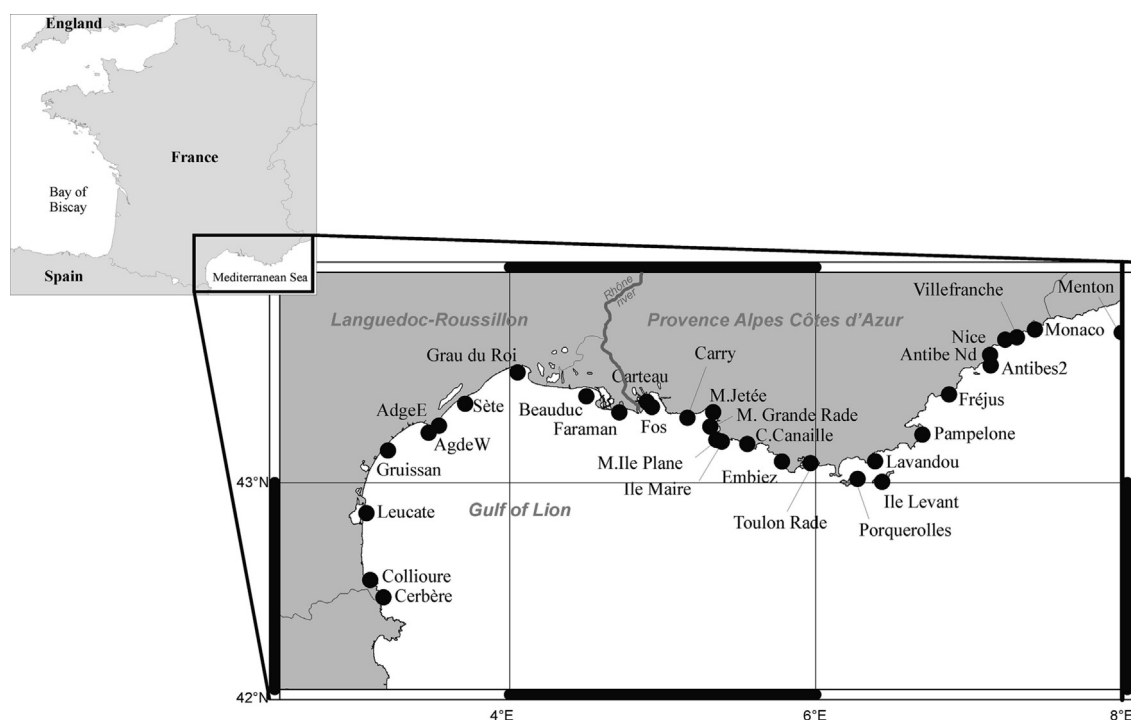 England
France
Bay of
Biscay
Spain
Mediterranean Sea
Rhône
river
Villefranche
Menton
Languedoc-Roussillon
Provence Alpes Côtes d'Azur
Nice
Monaco
Grau du Roi
Carry
Antibe Nd
Antibes2
Carteau
M.Jetée
AdgeE
Sète
Beauduc
M. Grande Rade
Fréjus
Faraman
Fos
AgdeW
C.Canaille
Pampelone
Gruissan
M.Ile Plane
Lavandou
Ile Maire
Embiez
43°N
Ile Levant
Leucate
Gulf of Lion
Toulon Rade
Porquerolles
Collioure
Cerbère
42°N
4°E
6°E
8°E